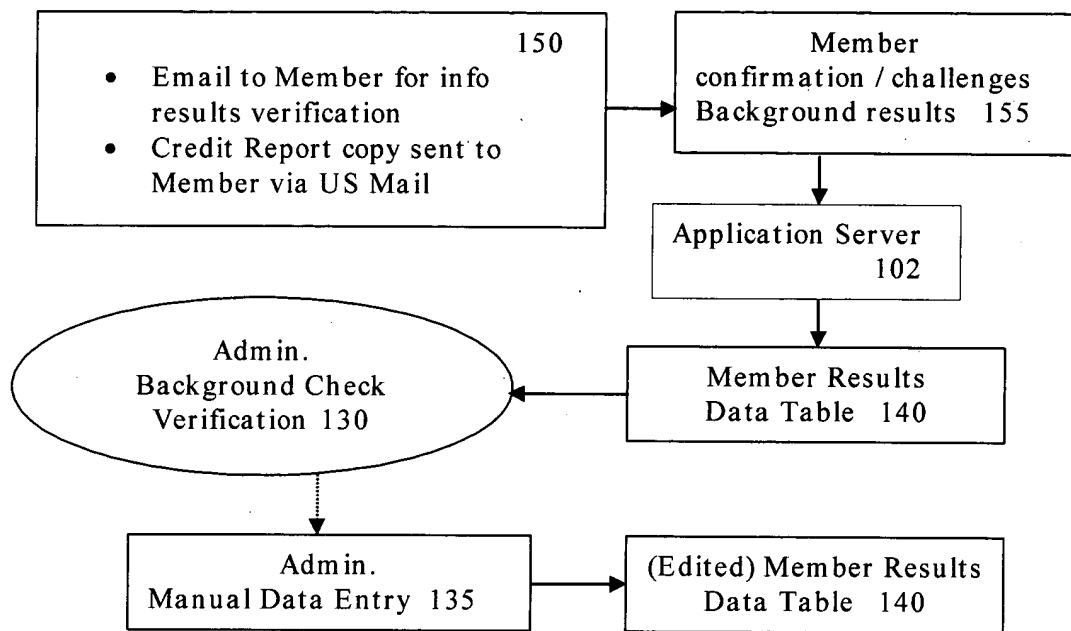 150
• Email to Member for info
results verification
• Credit Report copy sent to
Member via US Mail
Member
confirmation / challenges
Background results 155
Application Server
102
Member Results
Data Table 140
Admin.
Background Check
Verification 130
Admin.
Manual Data Entry 135
(Edited) Member Results
Data Table 140